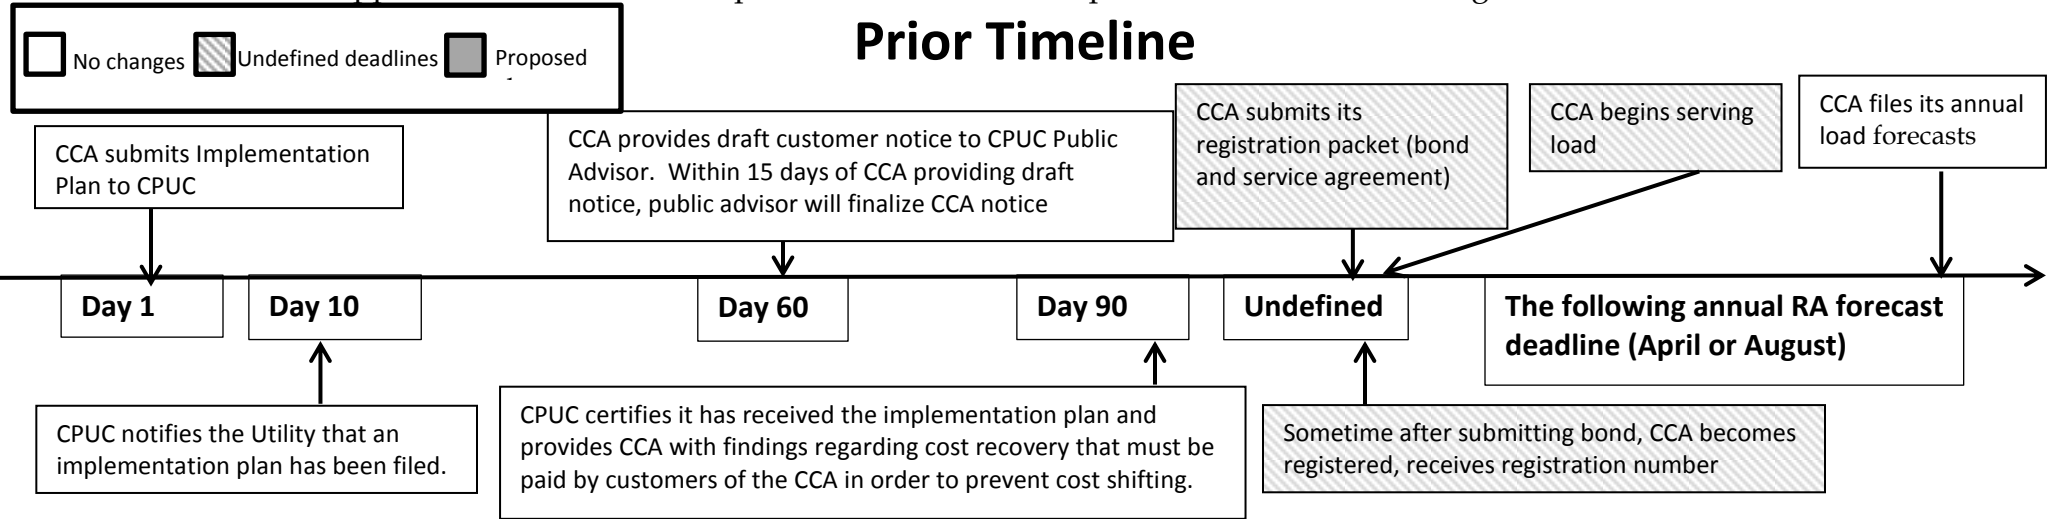 Prior Timeline
No changes
Undefined deadlines
Proposed
CCA submits Implementation
Plan to CPUC
CCA provides draft customer notice to CPUC Public
Advisor. Within 15 days of CCA providing draft
notice, public advisor will finalize CCA notice
CCA submits its
registration packet (bond
and service agreement)
CCA begins serving
load
CCA files its annual
load forecasts
Day 1
Day 10
Day 60
Day 90
Undefined
The following annual RA forecast
deadline (April or August)
CPUC notifies the Utility that an
implementation plan has been filed.
CPUC certifies it has received the implementation plan and
provides CCA with findings regarding cost recovery that must be
paid by customers of the CCA in order to prevent cost shifting.
Sometime after submitting bond, CCA becomes
registered, receives registration number